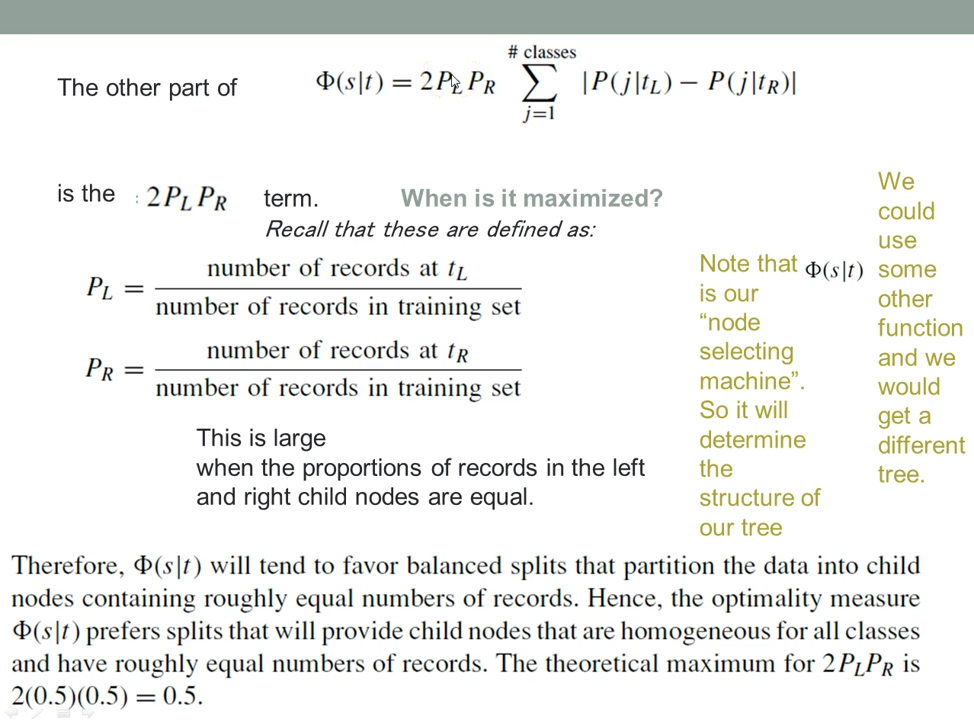 The other part of Φ(s|t) = 2P_L P_R # classes ∑ j=1 |P(j|t_L) − P(j|t_R)|
is the : 2P_L P_R term. When is it maximized?
Recall that these are defined as:
P_L = number of records at t_L / number of records in training set
P_R = number of records at t_R / number of records in training set
This is large
when the proportions of records in the left
and right child nodes are equal.
Note that Φ(s|t)
is our
“node
selecting
machine”.
So it will
determine
the
structure of
our tree
We
could
use
some
other
function
and we
would
get a
different
tree.
Therefore, Φ(s|t) will tend to favor balanced splits that partition the data into child
nodes containing roughly equal numbers of records. Hence, the optimality measure
Φ(s|t) prefers splits that will provide child nodes that are homogeneous for all classes
and have roughly equal numbers of records. The theoretical maximum for 2P_L P_R is
2(0.5)(0.5) = 0.5.